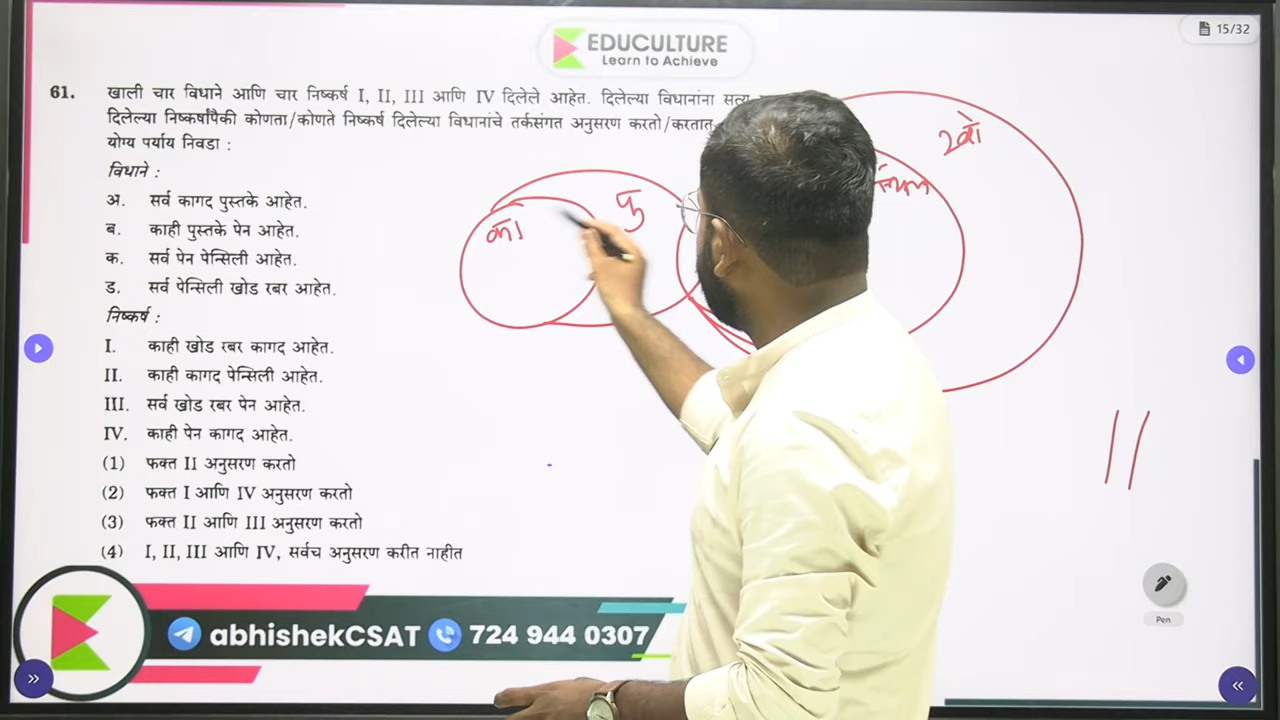 15/32
EDUCULTURE
Learn to Achieve
61. खाली चार विधाने आणि चार निष्कर्ष I, II, III आणि IV दिलेले आहेत. दिलेल्या विधानांना सत्य
दिलेल्या निष्कर्षांपैकी कोणता/कोणते निष्कर्ष दिलेल्या विधानांचे तर्कसंगत अनुसरण करतो/करतात
योग्य पर्याय निवडा :
विधाने :
अ. सर्व कागद पुस्तके आहेत.
ब. काही पुस्तके पेन आहेत.
क. सर्व पेन पेन्सिली आहेत.
ड. सर्व पेन्सिली खोड रबर आहेत.
निष्कर्ष :
I. काही खोड रबर कागद आहेत.
II. काही कागद पेन्सिली आहेत.
III. सर्व खोड रबर पेन आहेत.
IV. काही पेन कागद आहेत.
(1) फक्त II अनुसरण करतो
(2) फक्त I आणि IV अनुसरण करतो
(3) फक्त II आणि III अनुसरण करतो
(4) I, II, III आणि IV, सर्वच अनुसरण करीत नाहीत
का
पु
खो
abhishekCSAT 724 944 0307
Pen